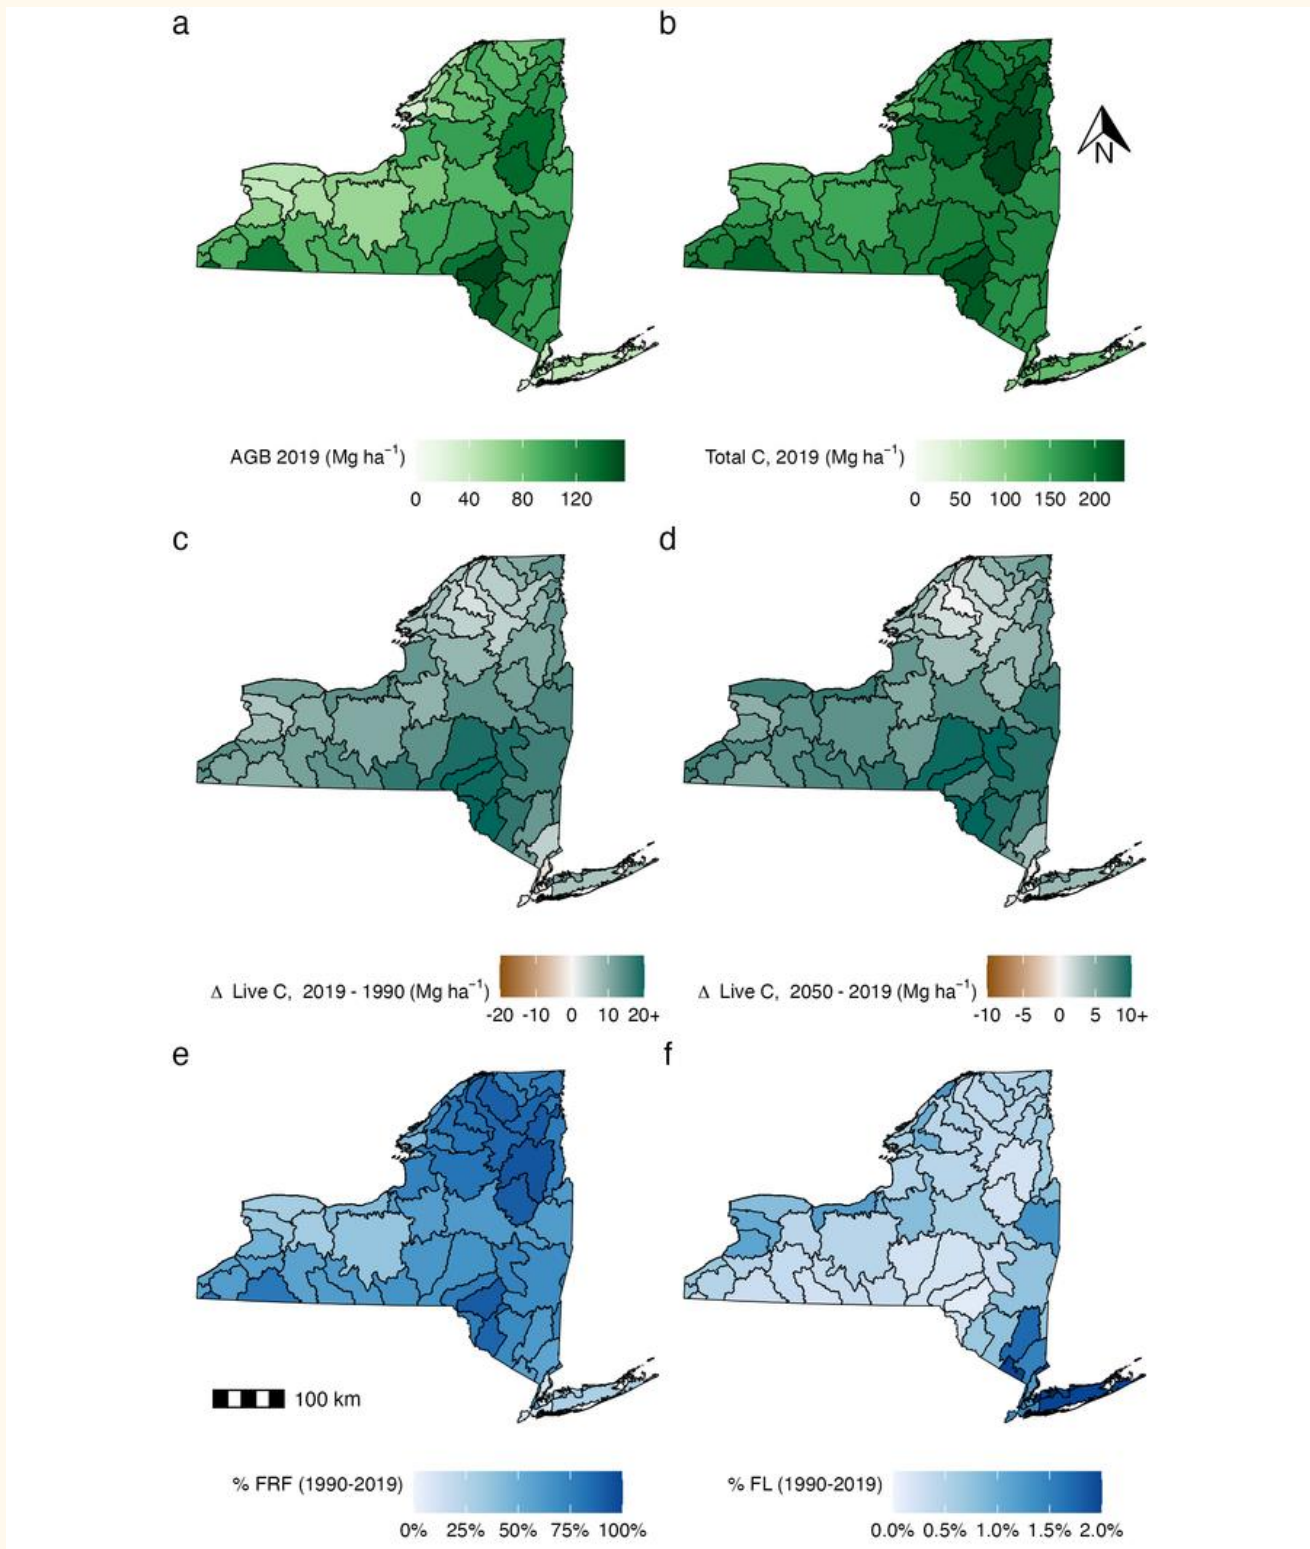 a
b
N
AGB 2019 (Mg ha⁻¹)
0 40 80 120
Total C, 2019 (Mg ha⁻¹)
0 50 100 150 200
c
d
Δ Live C, 2019 - 1990 (Mg ha⁻¹)
-20 -10 0 10 20+
Δ Live C, 2050 - 2019 (Mg ha⁻¹)
-10 -5 0 5 10+
e
f
100 km
% FRF (1990-2019)
0% 25% 50% 75% 100%
% FL (1990-2019)
0.0% 0.5% 1.0% 1.5% 2.0%